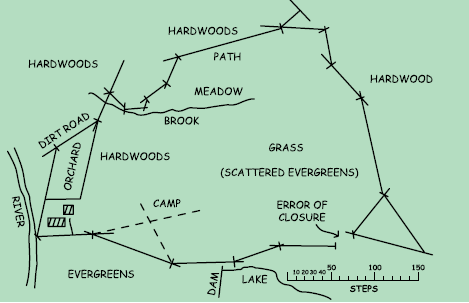 HARDWOODS
PATH
HARDWOODS
HARDWOOD
MEADOW
BROOK
DIRT ROAD
ORCHARD
HARDWOODS
GRASS
(SCATTERED EVERGREENS)
RIVER
CAMP
ERROR OF
CLOSURE
EVERGREENS
DAM
LAKE
10 20 30 40 50 100 150
STEPS